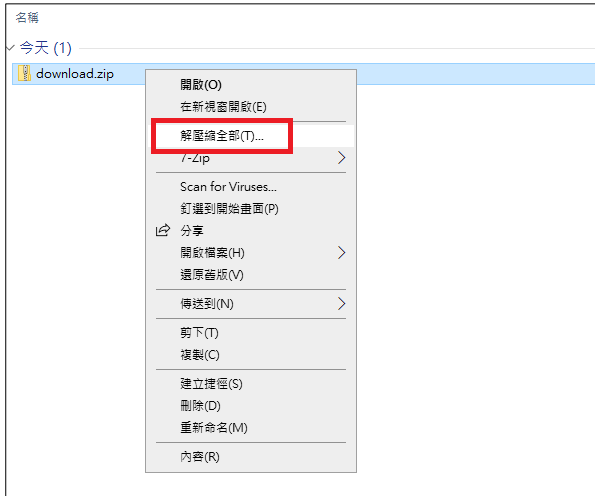 名稱
今天 (1)
download.zip
開啟(O)
在新視窗開啟(E)
解壓縮全部(T)...
7-Zip
Scan for Viruses...
釘選到開始畫面(P)
分享
開啟檔案(H)
還原舊版(V)
傳送到(N)
剪下(T)
複製(C)
建立捷徑(S)
刪除(D)
重新命名(M)
內容(R)